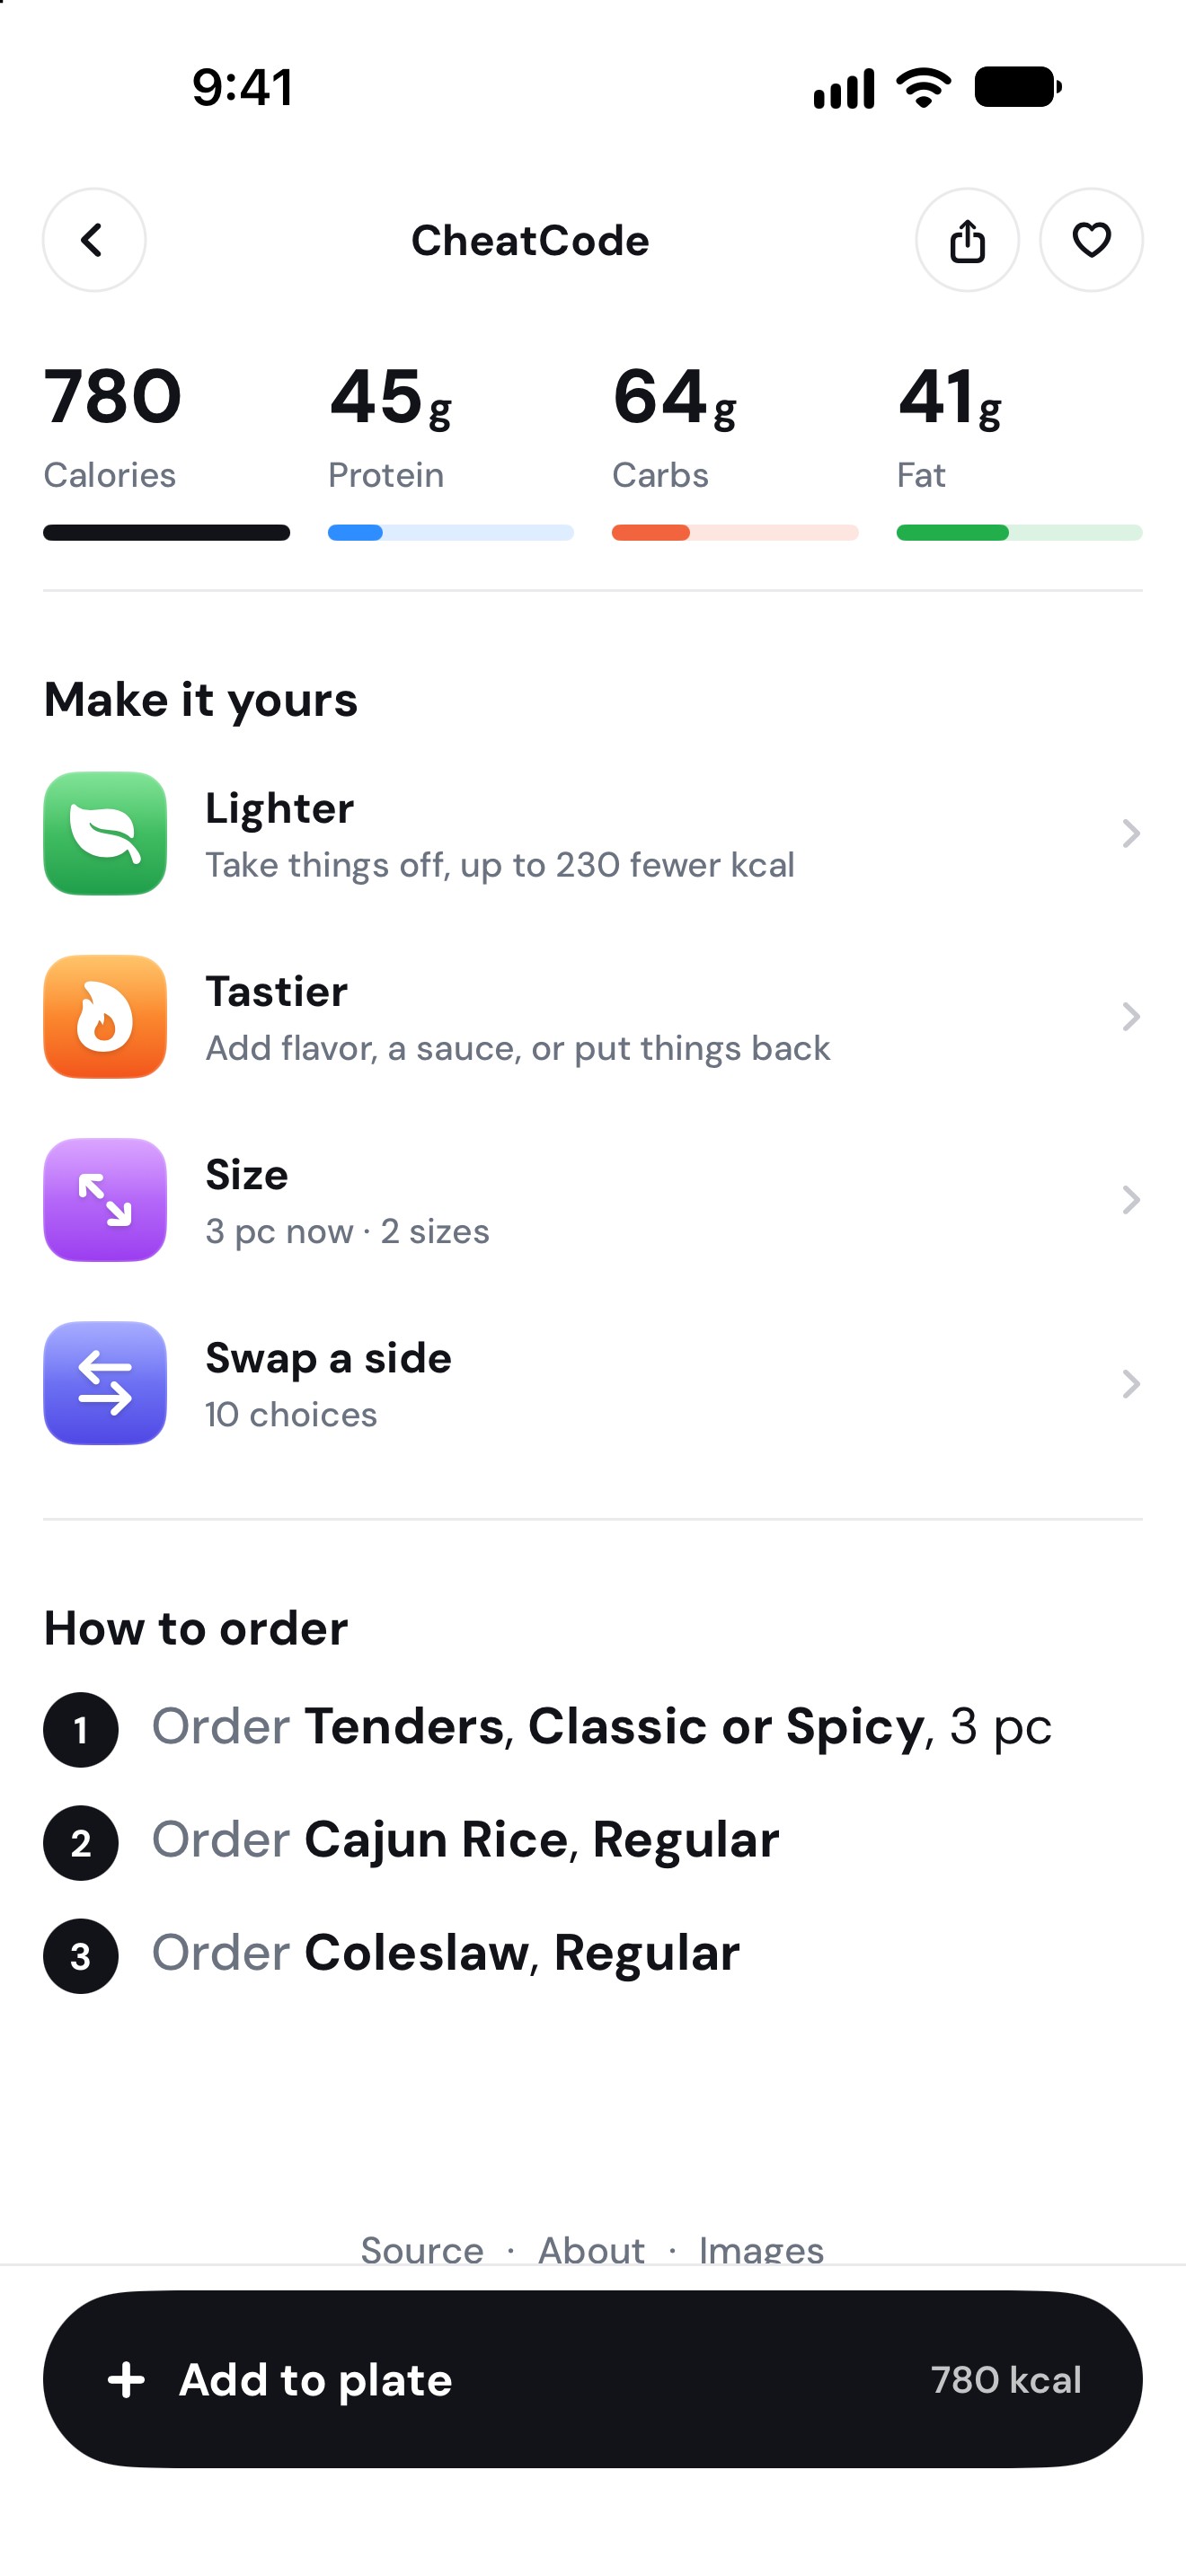 9:41
CheatCode
780 45g 64g 41g
Calories Protein Carbs Fat
Make it yours
Lighter
Take things off, up to 230 fewer kcal
Tastier
Add flavor, a sauce, or put things back
Size
3 pc now · 2 sizes
Swap a side
10 choices
How to order
1 Order Tenders, Classic or Spicy, 3 pc
2 Order Cajun Rice, Regular
3 Order Coleslaw, Regular
Source · About · Images
+ Add to plate 780 kcal